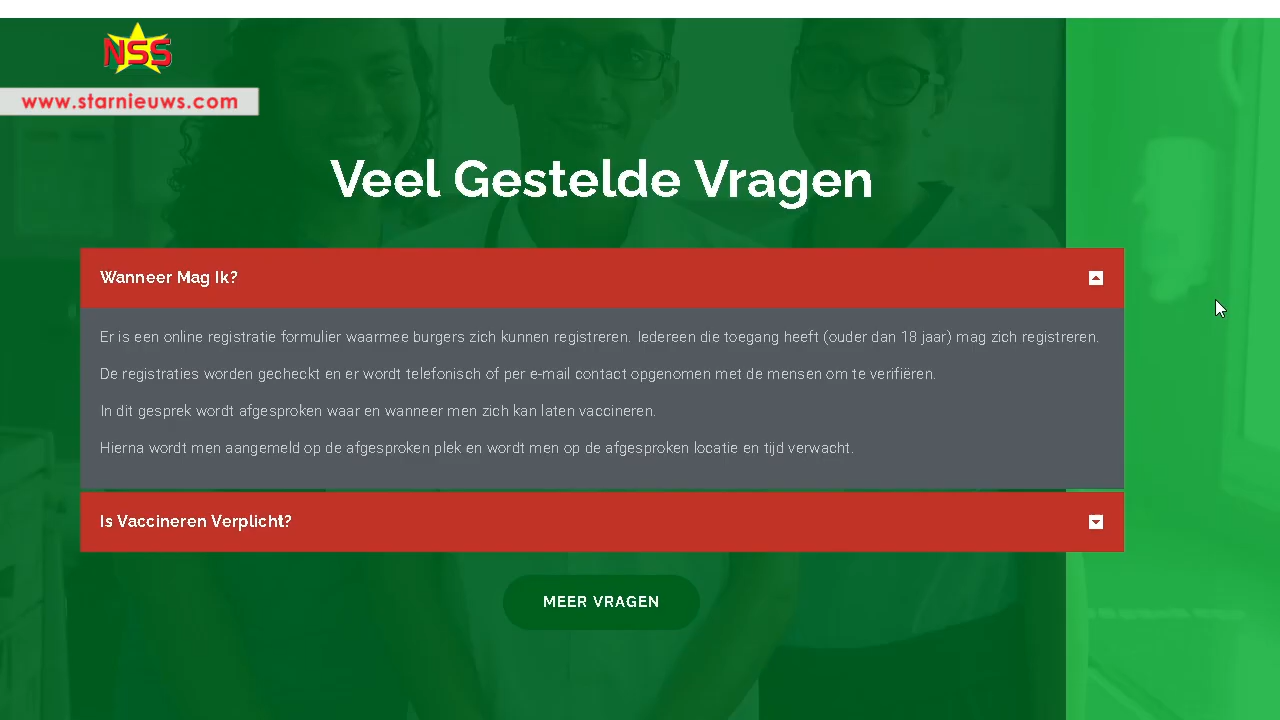 NSS
www.starnieuws.com
Veel Gestelde Vragen
Wanneer Mag Ik?
Er is een online registratie formulier waarmee burgers zich kunnen registreren. Iedereen die toegang heeft (ouder dan 18 jaar) mag zich registreren.
De registraties worden gecheckt en er wordt telefonisch of per e-mail contact opgenomen met de mensen om te verifiëren.
In dit gesprek wordt afgesproken waar en wanneer men zich kan laten vaccineren.
Hierna wordt men aangemeld op de afgesproken plek en wordt men op de afgesproken locatie en tijd verwacht.
Is Vaccineren Verplicht?
MEER VRAGEN